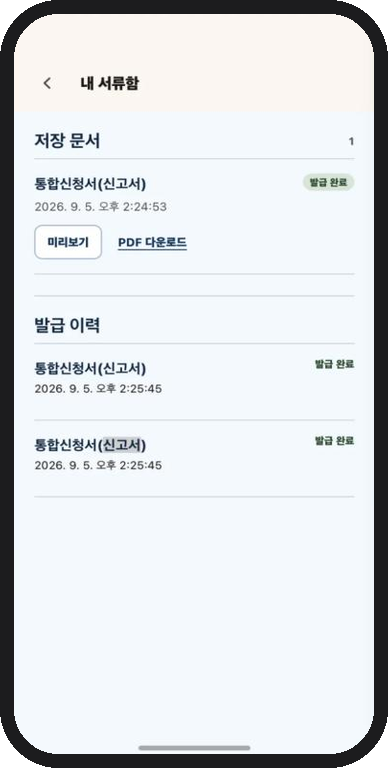 내 서류함
저장 문서 1
통합신청서(신고서) 발급 완료
2026. 9. 5. 오후 2:24:53
미리보기 PDF 다운로드
발급 이력
통합신청서(신고서) 발급 완료
2026. 9. 5. 오후 2:25:45
통합신청서(신고서) 발급 완료
2026. 9. 5. 오후 2:25:45